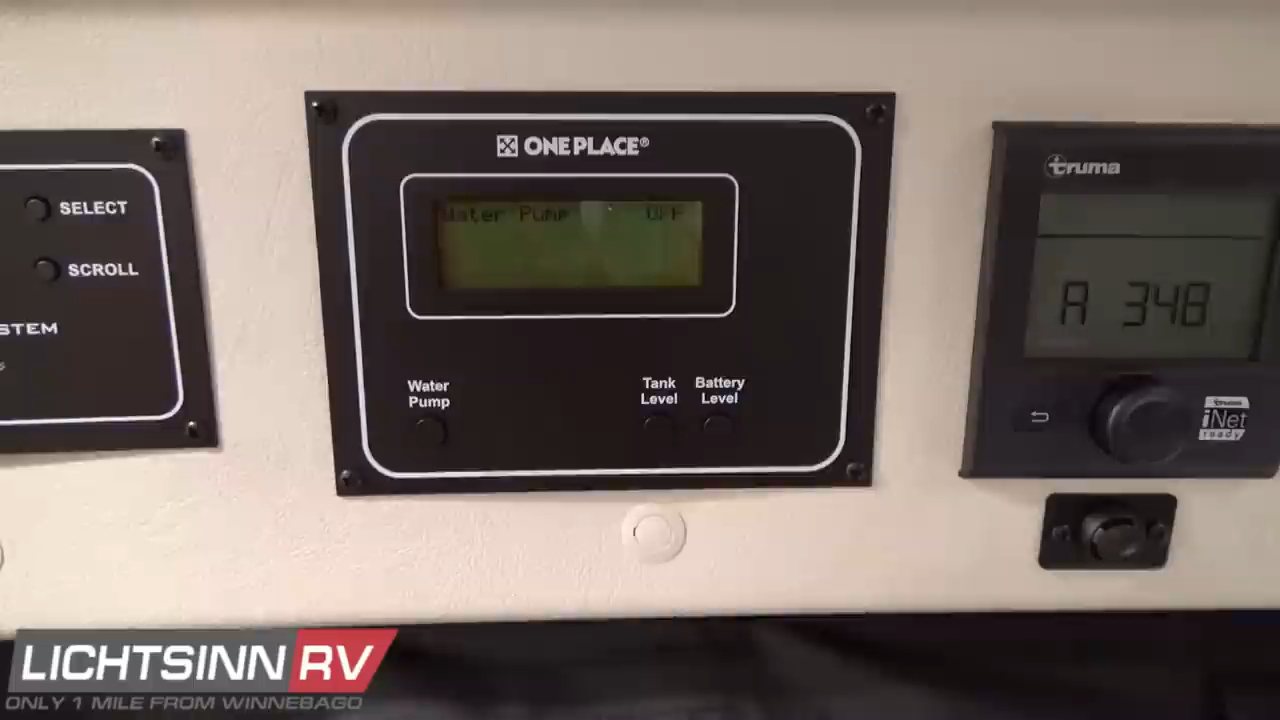 SELECT
SCROLL
STEM
ONE PLACE®
Water Pump OFF
Water
Pump
Tank
Level
Battery
Level
truma
A 348
truma
iNet
ready
LICHTSINN RV
ONLY 1 MILE FROM WINNEBAGO